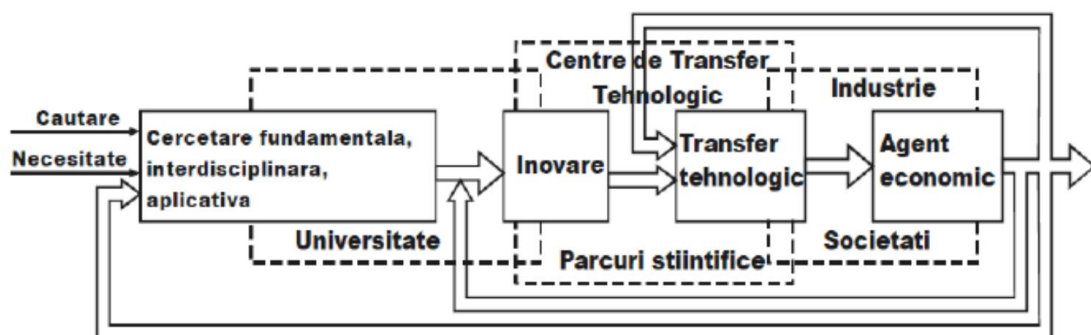 Centre de Transfer
Tehnologic
Industrie
Cautare
Necesitate
Cercetare fundamentala,
interdisciplinara,
aplicativa
Inovare
Transfer
tehnologic
Agent
economic
Universitate
Parcuri stiintifice
Societati